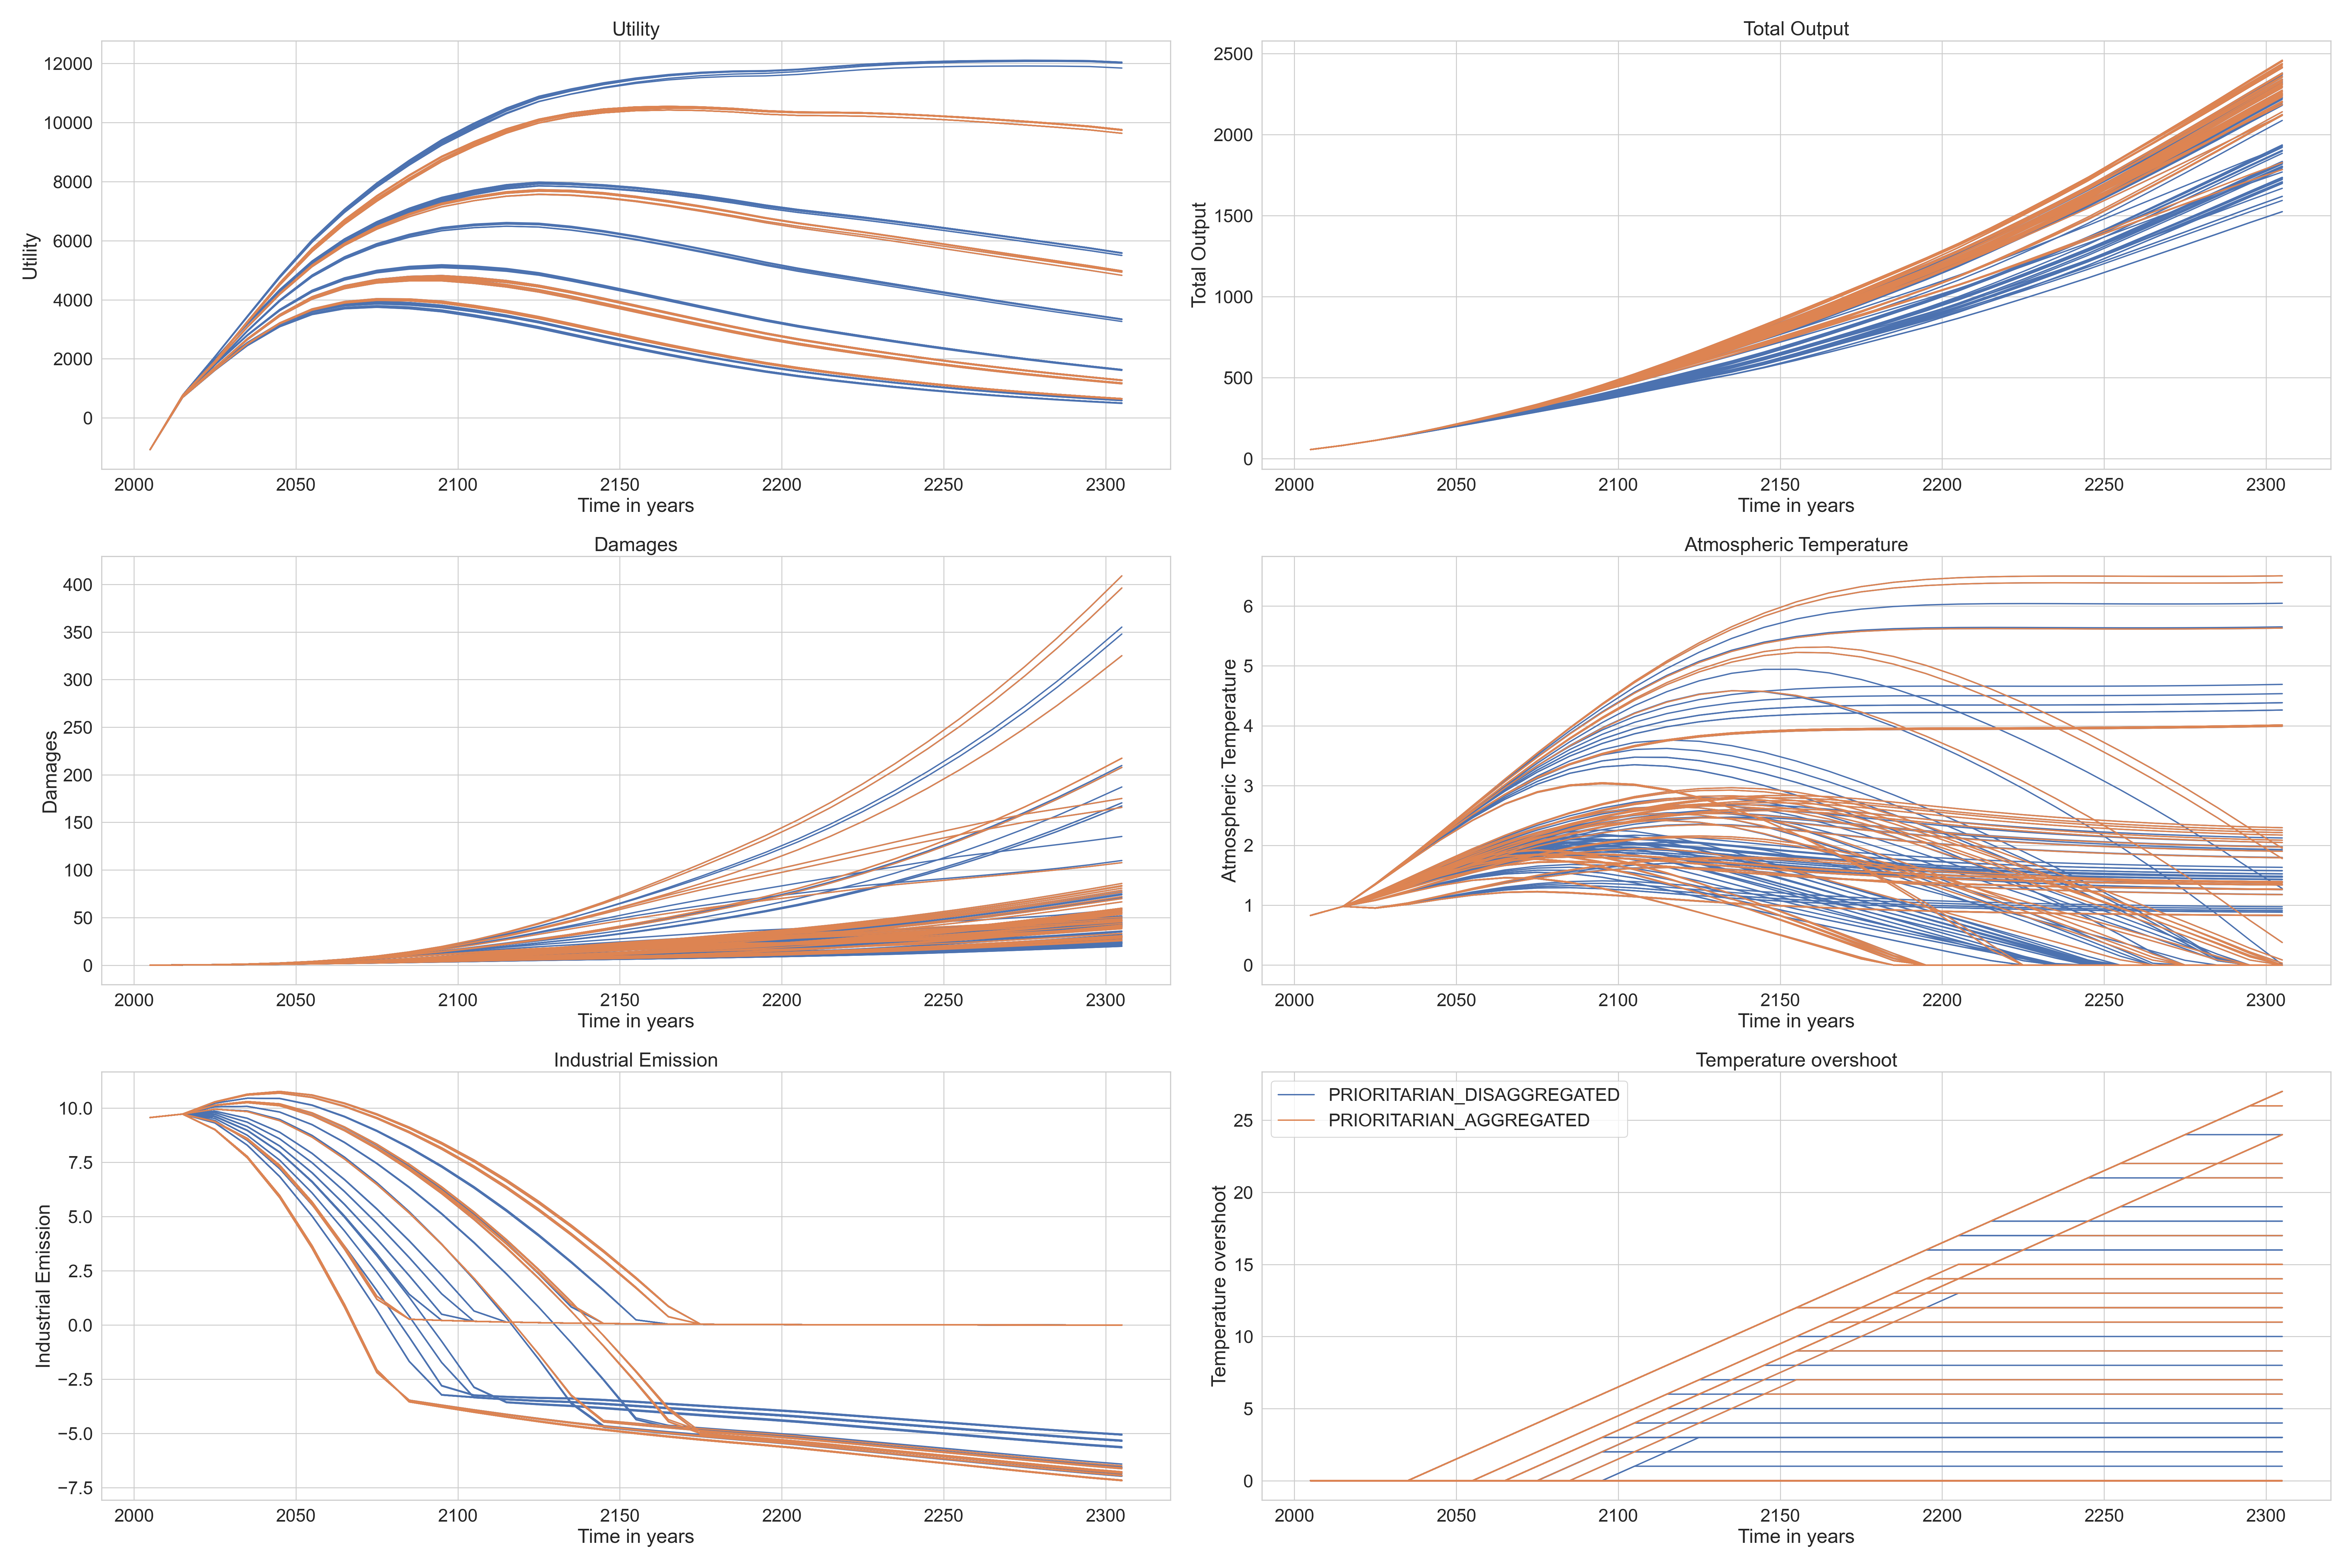 Utility
12000
10000
8000
6000
4000
2000
0
Utility
2000 2050 2100 2150 2200 2250 2300
Time in years
Total Output
2500
2000
1500
1000
500
0
Total Output
2000 2050 2100 2150 2200 2250 2300
Time in years
Damages
400
350
300
250
200
150
100
50
0
Damages
2000 2050 2100 2150 2200 2250 2300
Time in years
Atmospheric Temperature
6
5
4
3
2
1
0
Atmospheric Temperature
2000 2050 2100 2150 2200 2250 2300
Time in years
Industrial Emission
10.0
7.5
5.0
2.5
0.0
−2.5
−5.0
−7.5
Industrial Emission
2000 2050 2100 2150 2200 2250 2300
Time in years
Temperature overshoot
PRIORITARIAN_DISAGGREGATED
PRIORITARIAN_AGGREGATED
25
20
15
10
5
0
Temperature overshoot
2000 2050 2100 2150 2200 2250 2300
Time in years